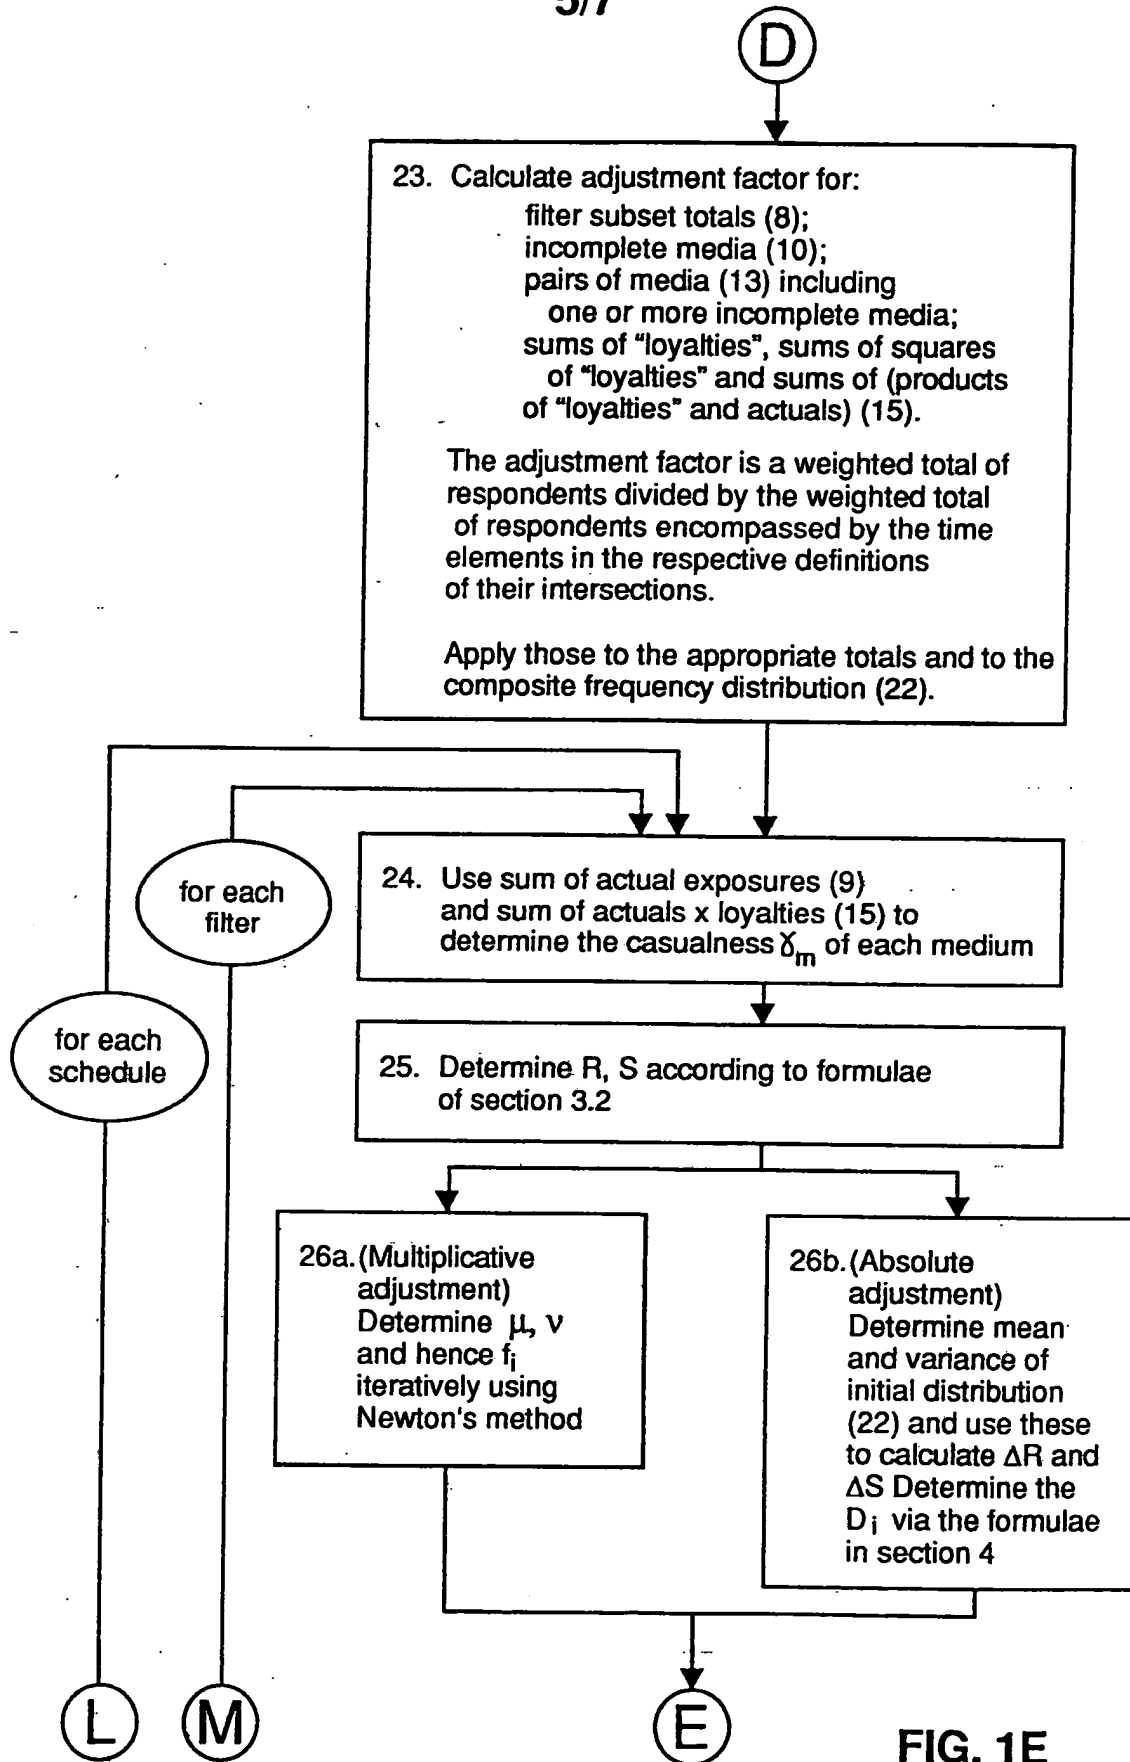 5/7
D
23. Calculate adjustment factor for:
filter subset totals (8);
incomplete media (10);
pairs of media (13) including
one or more incomplete media;
sums of "loyalties", sums of squares
of "loyalties" and sums of (products
of "loyalties" and actuals) (15).
The adjustment factor is a weighted total of
respondents divided by the weighted total
of respondents encompassed by the time
elements in the respective definitions
of their intersections.
Apply those to the appropriate totals and to the
composite frequency distribution (22).
for each
filter
24. Use sum of actual exposures (9)
and sum of actuals x loyalties (15) to
determine the casualness γm of each medium
for each
schedule
25. Determine R, S according to formulae
of section 3.2
26a. (Multiplicative
adjustment)
Determine μ, ν
and hence fi
iteratively using
Newton's method
26b. (Absolute
adjustment)
Determine mean
and variance of
initial distribution
(22) and use these
to calculate ΔR and
ΔS Determine the
Di via the formulae
in section 4
L
M
E
FIG. 1E